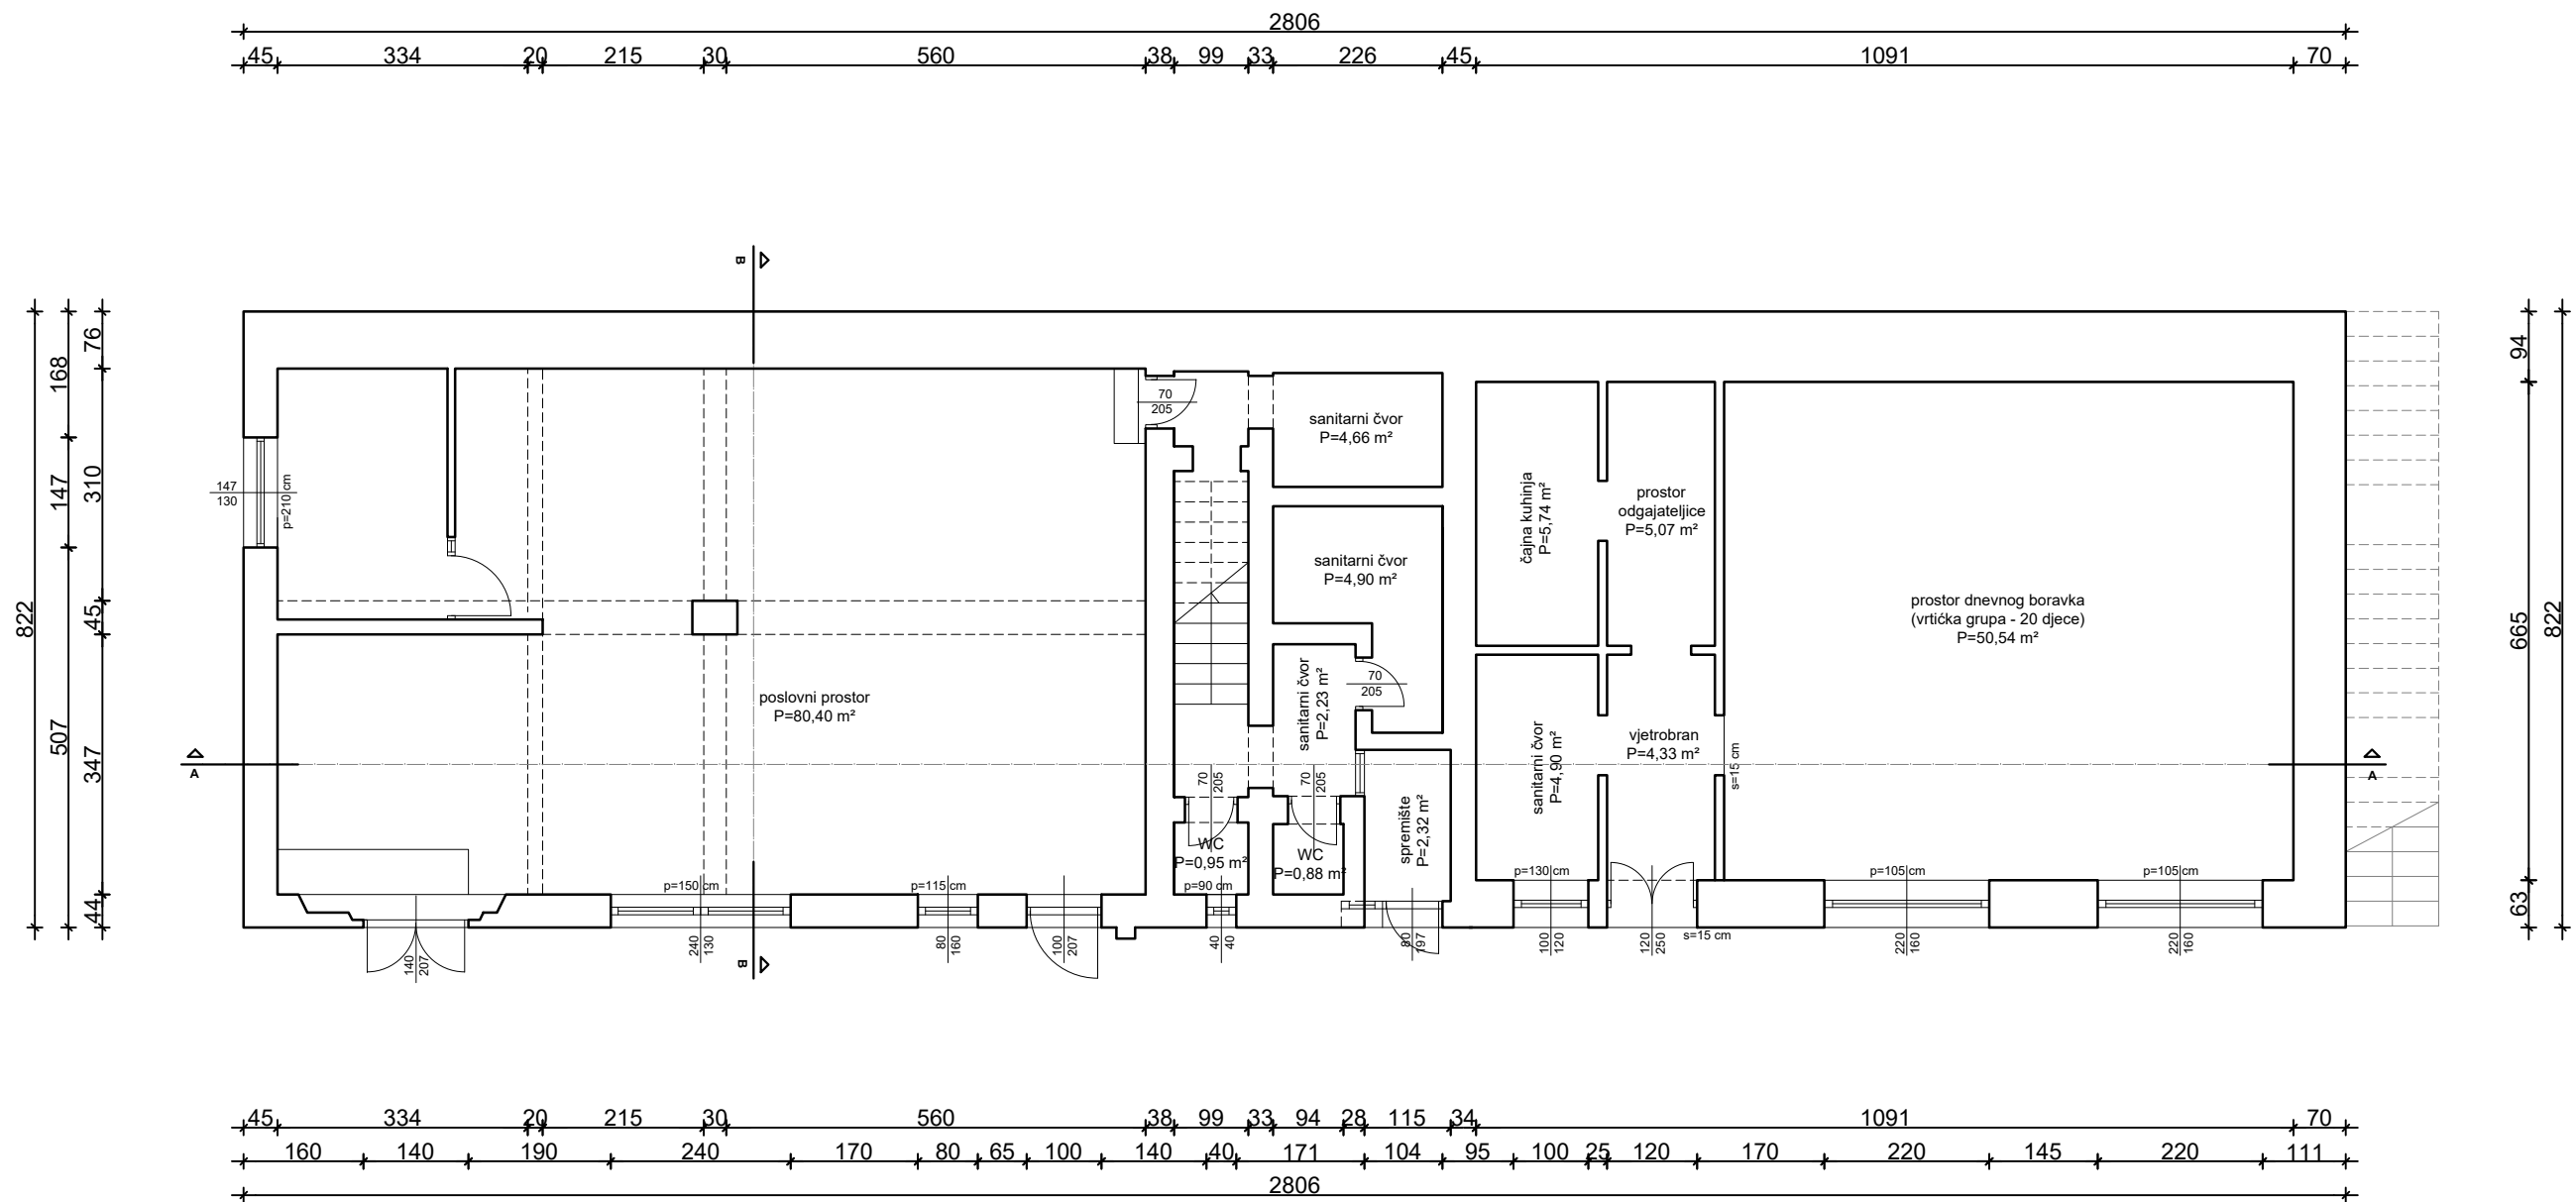 2806
45 334 20 215 30 560 38 99 33 226 45 1091 70
B
822
168 147 507
76 310 45 347 44
94 665 63
822
147
130
p=210 cm
70
205
sanitarni čvor
P=4,66 m²
sanitarni čvor
P=4,90 m²
čajna kuhinja
P=5,74 m²
prostor
odgajateljice
P=5,07 m²
prostor dnevnog boravka
(vrtićka grupa - 20 djece)
P=50,54 m²
poslovni prostor
P=80,40 m²
sanitarni čvor
P=2,23 m²
70
205
sanitarni čvor
P=4,90 m²
vjetrobran
P=4,33 m²
s=15 cm
A
A
70
205
70
205
WC
P=0,95 m²
WC
P=0,88 m²
spremište
P=2,32 m²
p=150 cm
p=115 cm
p=90 cm
p=130 cm
p=105 cm
p=105 cm
140
207
240
130
B
80
160
100
207
40
40
80
197
100
120
120
250
s=15 cm
220
160
220
160
45 334 20 215 30 560 38 99 33 94 28 115 34 1091 70
160 140 190 240 170 80 65 100 140 40 171 104 95 100 25 120 170 220 145 220 111
2806